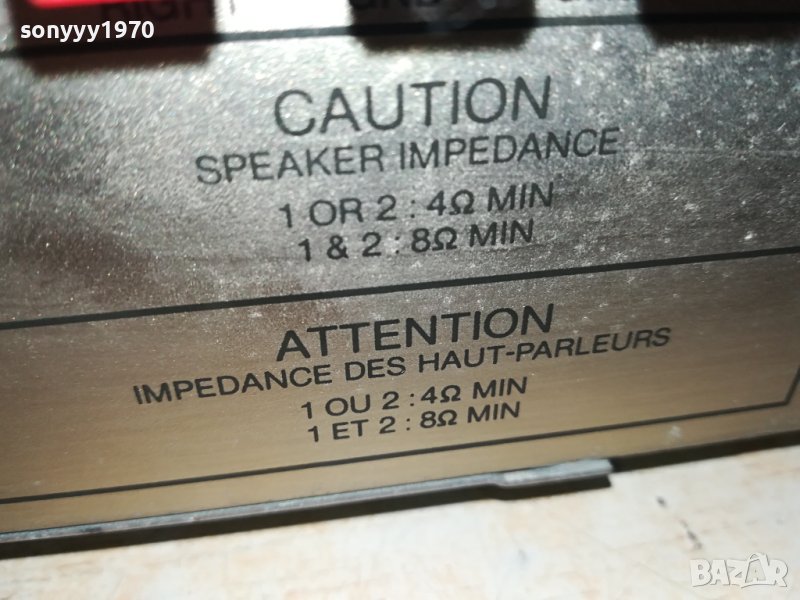 sonyyy1970
CAUTION
SPEAKER IMPEDANCE
1 OR 2 : 4Ω MIN
1 & 2 : 8Ω MIN
ATTENTION
IMPEDANCE DES HAUT-PARLEURS
1 OU 2 : 4Ω MIN
1 ET 2 : 8Ω MIN
BAZAR